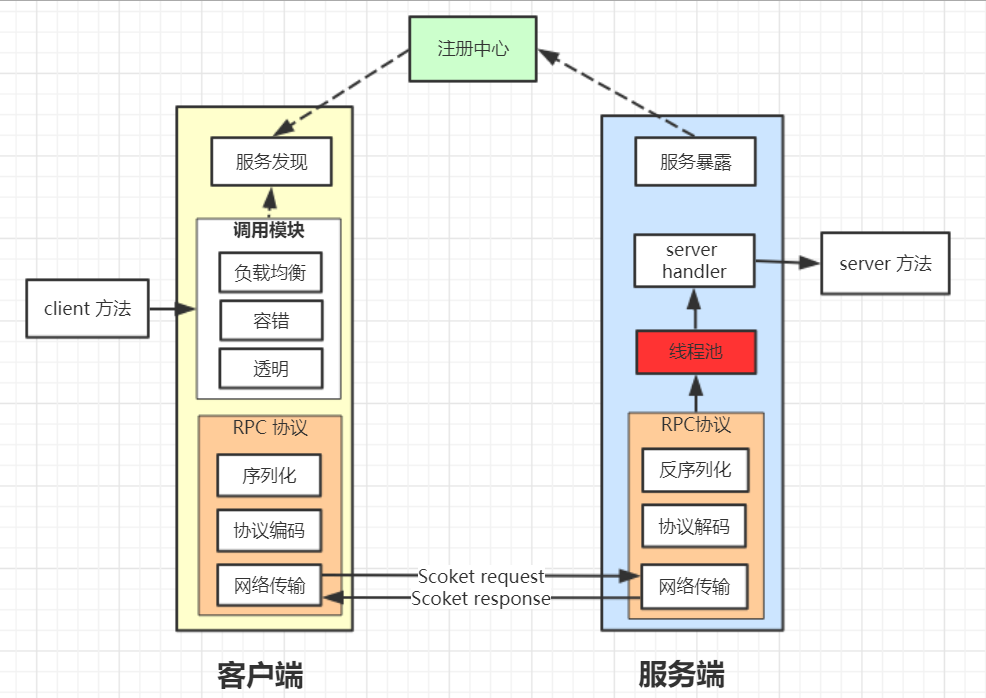 注册中心
服务发现
调用模块
负载均衡
容错
透明
client 方法
RPC 协议
序列化
协议编码
网络传输
Scoket request
Scoket response
服务暴露
server
handler
server 方法
线程池
RPC协议
反序列化
协议解码
网络传输
客户端
服务端